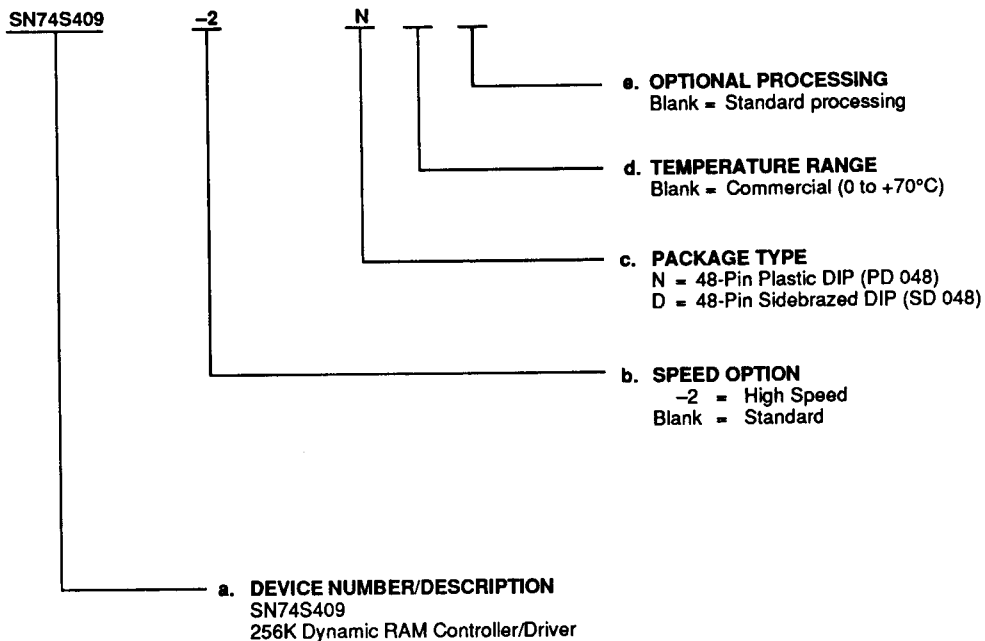 SN74S409 –2 N
e. OPTIONAL PROCESSING
Blank = Standard processing
d. TEMPERATURE RANGE
Blank = Commercial (0 to +70°C)
c. PACKAGE TYPE
N = 48-Pin Plastic DIP (PD 048)
D = 48-Pin Sidebrazed DIP (SD 048)
b. SPEED OPTION
–2 = High Speed
Blank = Standard
a. DEVICE NUMBER/DESCRIPTION
SN74S409
256K Dynamic RAM Controller/Driver